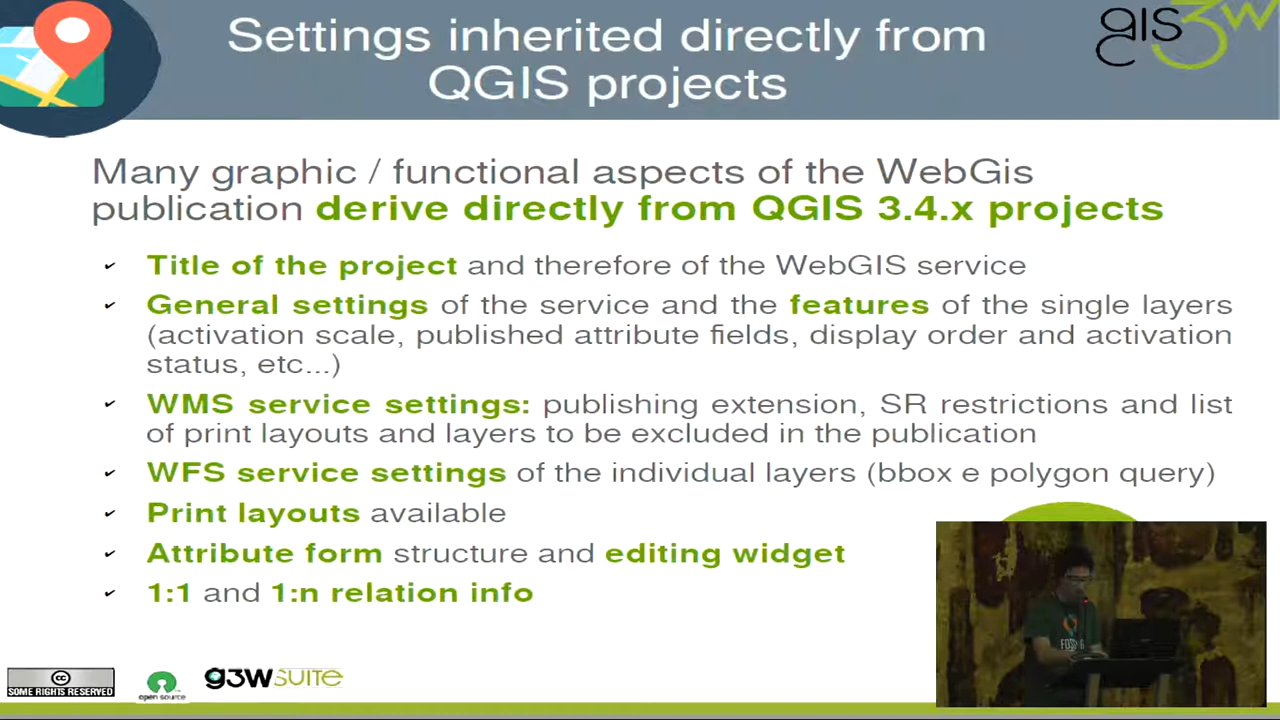 Settings inherited directly from
QGIS projects
gis3w
Many graphic / functional aspects of the WebGis
publication derive directly from QGIS 3.4.x projects
Title of the project and therefore of the WebGIS service
General settings of the service and the features of the single layers
(activation scale, published attribute fields, display order and activation
status, etc...)
WMS service settings: publishing extension, SR restrictions and list
of print layouts and layers to be excluded in the publication
WFS service settings of the individual layers (bbox e polygon query)
Print layouts available
Attribute form structure and editing widget
1:1 and 1:n relation info
cc
SOME RIGHTS RESERVED
open source
g3wSUITE